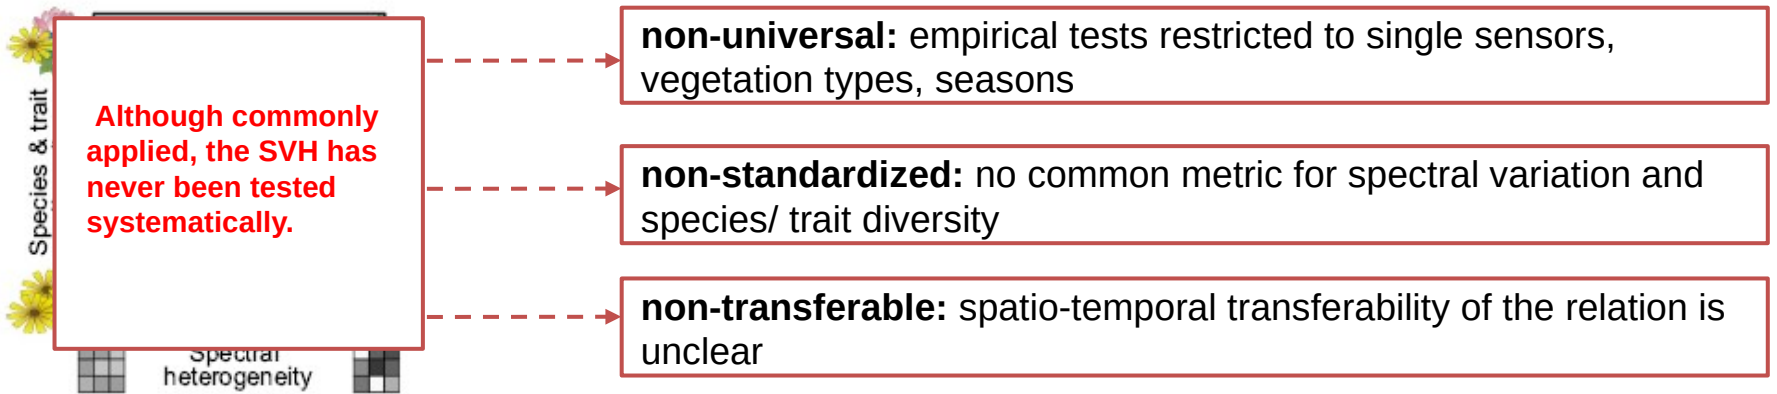 Species & trait
Although commonly
applied, the SVH has
never been tested
systematically.
Spectral
heterogeneity
non-universal: empirical tests restricted to single sensors,
vegetation types, seasons
non-standardized: no common metric for spectral variation and
species/ trait diversity
non-transferable: spatio-temporal transferability of the relation is
unclear